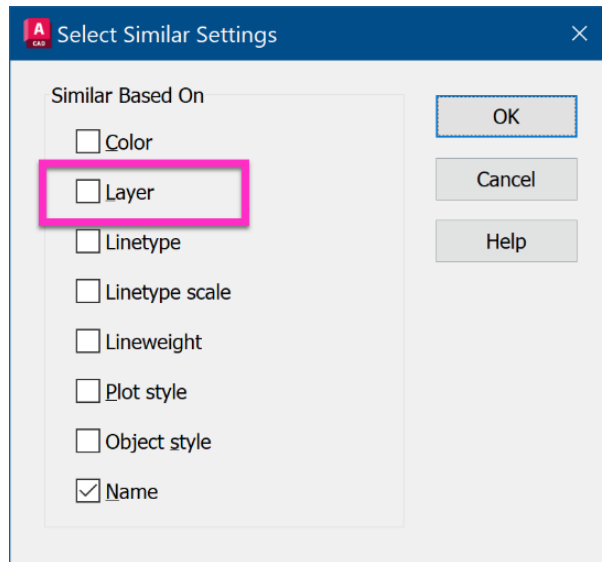 A
CAD
Select Similar Settings
Similar Based On
Color
Layer
Linetype
Linetype scale
Lineweight
Plot style
Object style
Name
OK
Cancel
Help